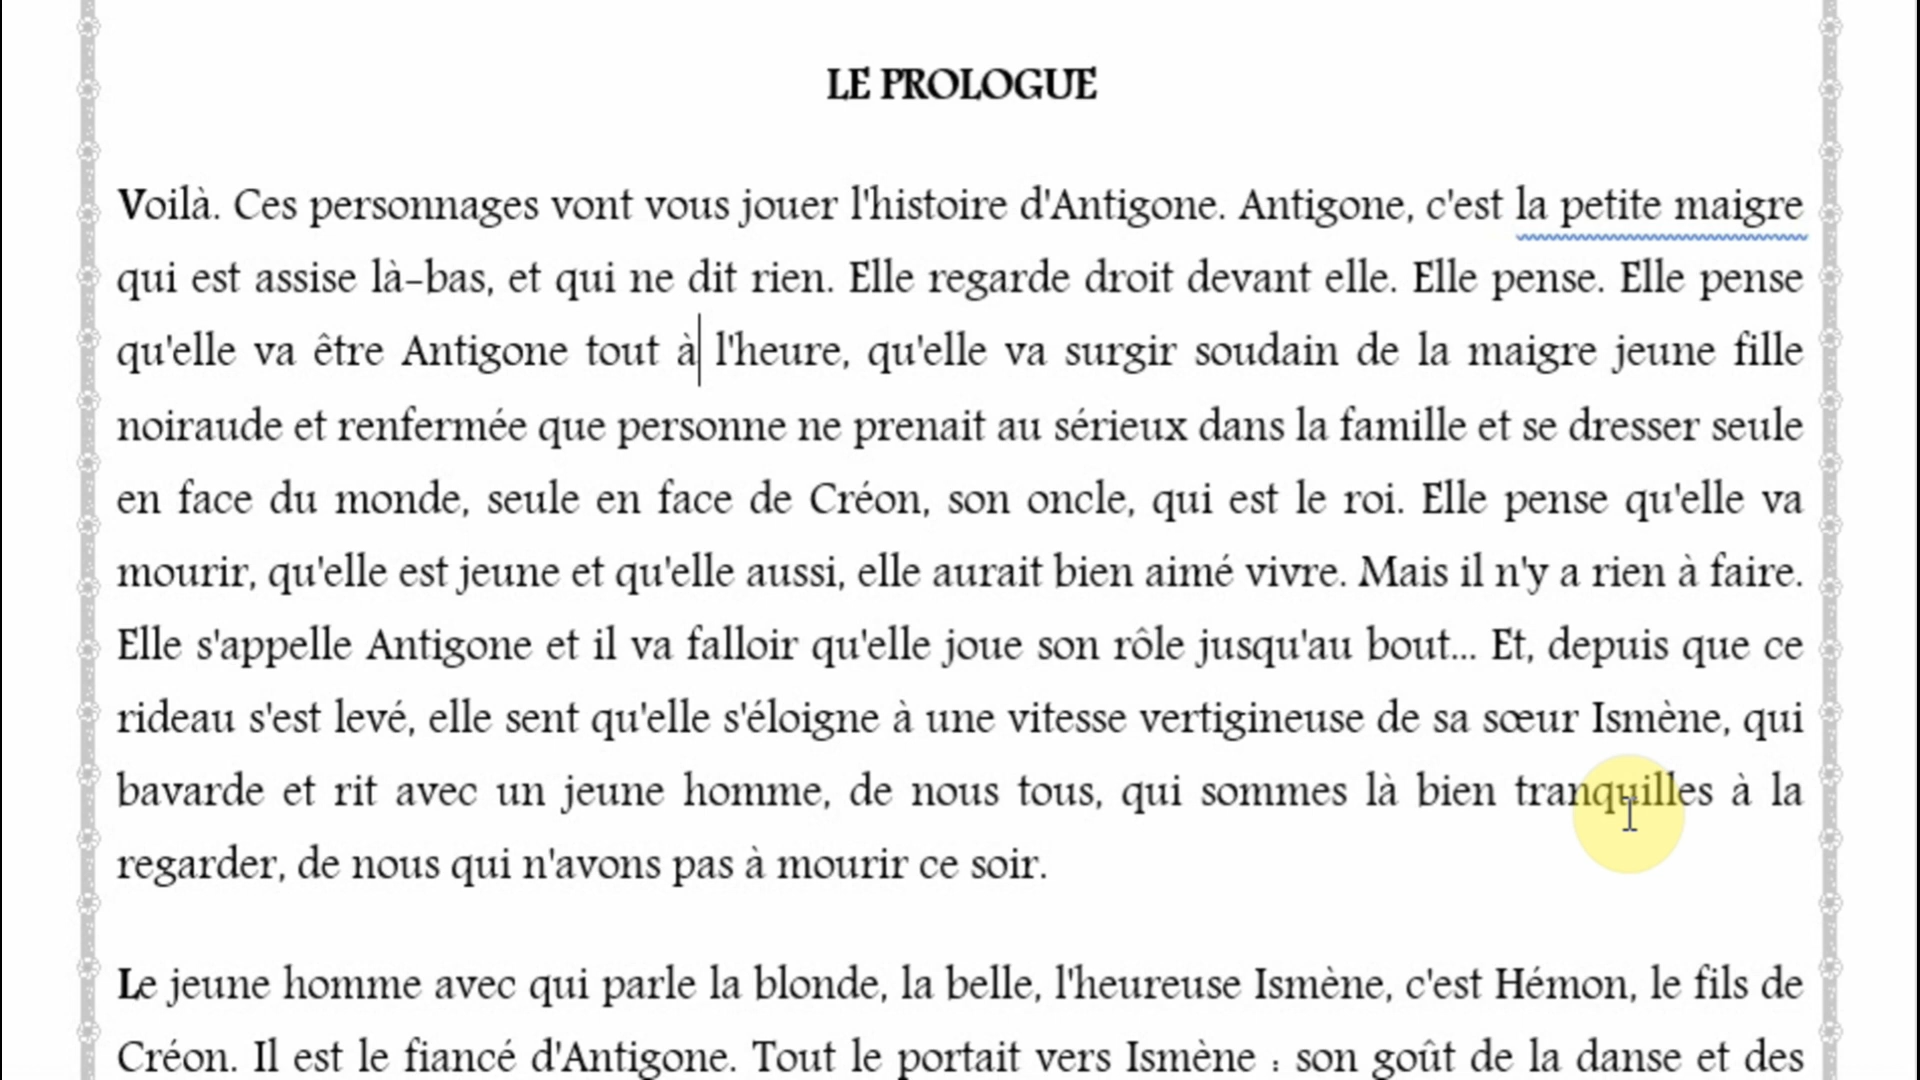 LE PROLOGUE
Voilà. Ces personnages vont vous jouer l'histoire d'Antigone. Antigone, c'est la petite maigre
qui est assise là-bas, et qui ne dit rien. Elle regarde droit devant elle. Elle pense. Elle pense
qu'elle va être Antigone tout à l'heure, qu'elle va surgir soudain de la maigre jeune fille
noiraude et renfermée que personne ne prenait au sérieux dans la famille et se dresser seule
en face du monde, seule en face de Créon, son oncle, qui est le roi. Elle pense qu'elle va
mourir, qu'elle est jeune et qu'elle aussi, elle aurait bien aimé vivre. Mais il n'y a rien à faire.
Elle s'appelle Antigone et il va falloir qu'elle joue son rôle jusqu'au bout... Et, depuis que ce
rideau s'est levé, elle sent qu'elle s'éloigne à une vitesse vertigineuse de sa sœur Ismène, qui
bavarde et rit avec un jeune homme, de nous tous, qui sommes là bien tranquilles à la
regarder, de nous qui n'avons pas à mourir ce soir.
Le jeune homme avec qui parle la blonde, la belle, l'heureuse Ismène, c'est Hémon, le fils de
Créon. Il est le fiancé d'Antigone. Tout le portait vers Ismène : son goût de la danse et des